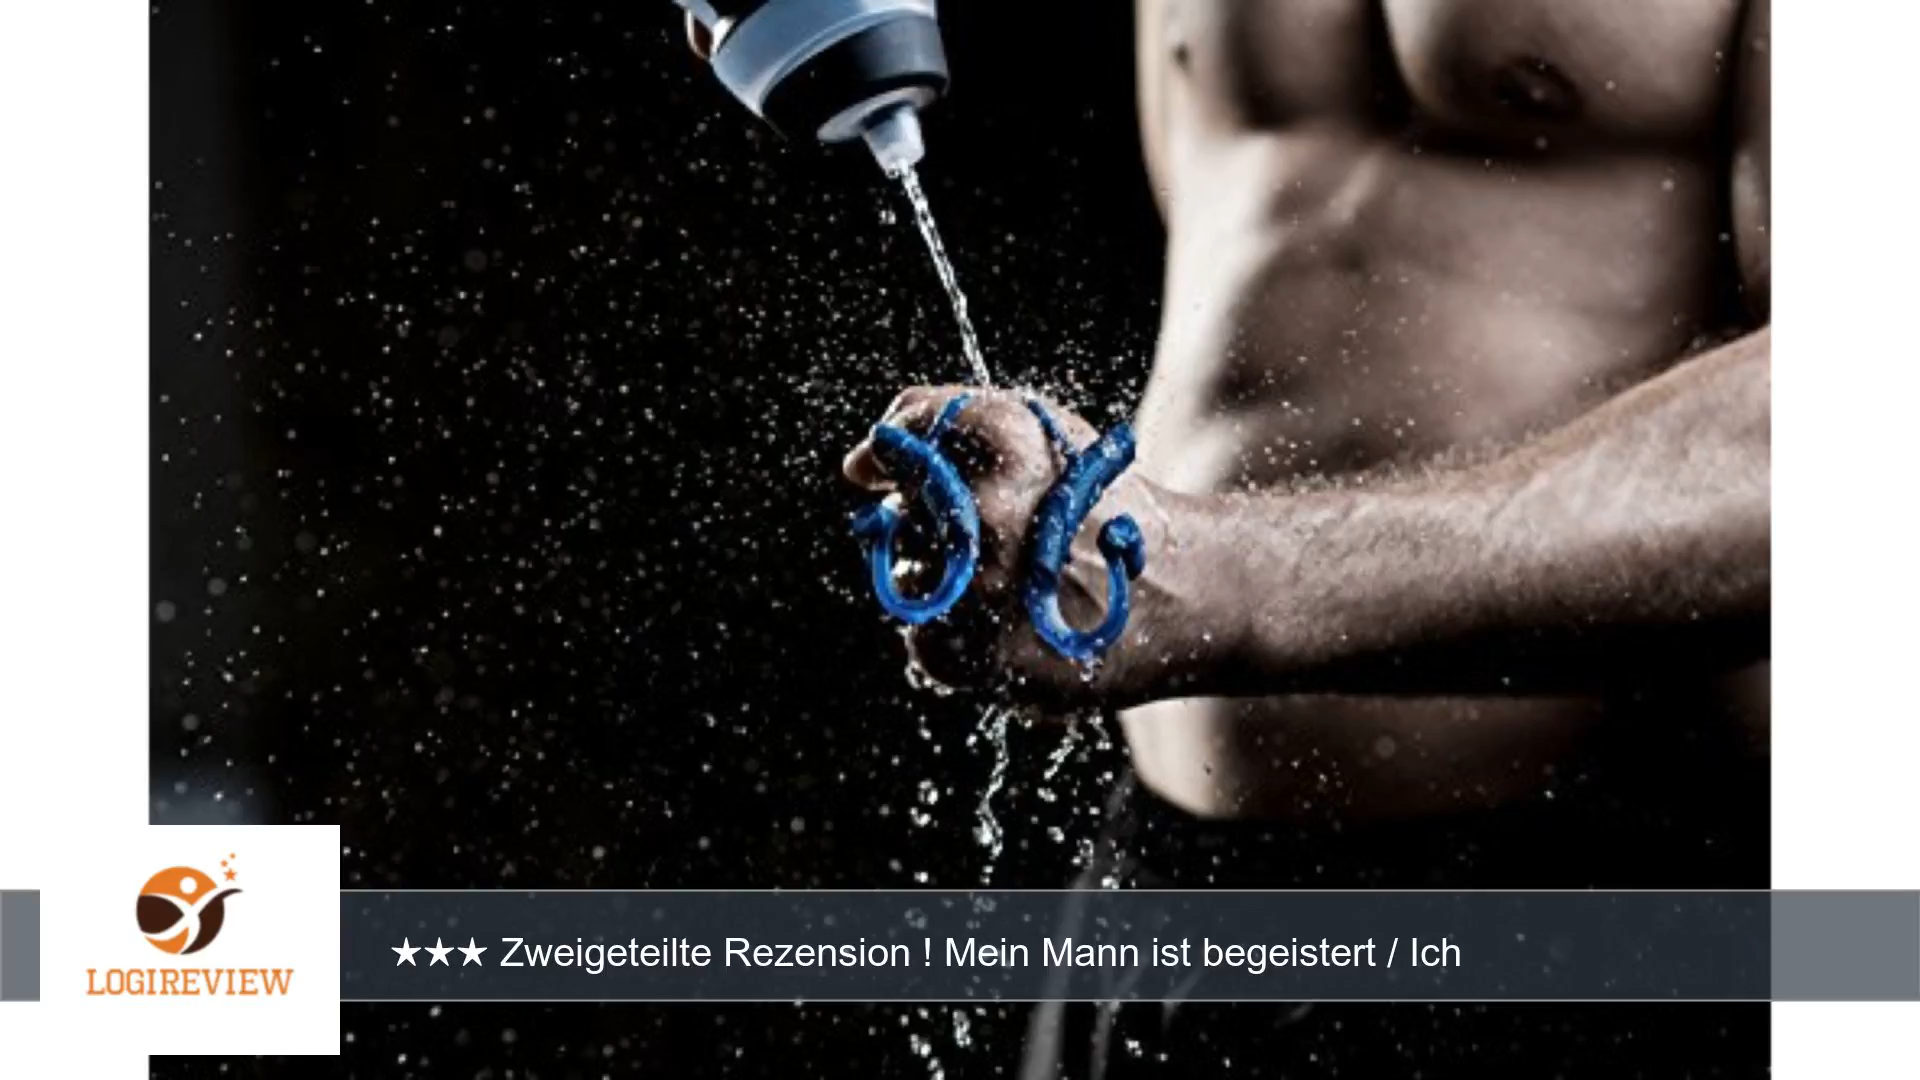 ★★★ Zweigeteilte Rezension ! Mein Mann ist begeistert / Ich
LOGIREVIEW